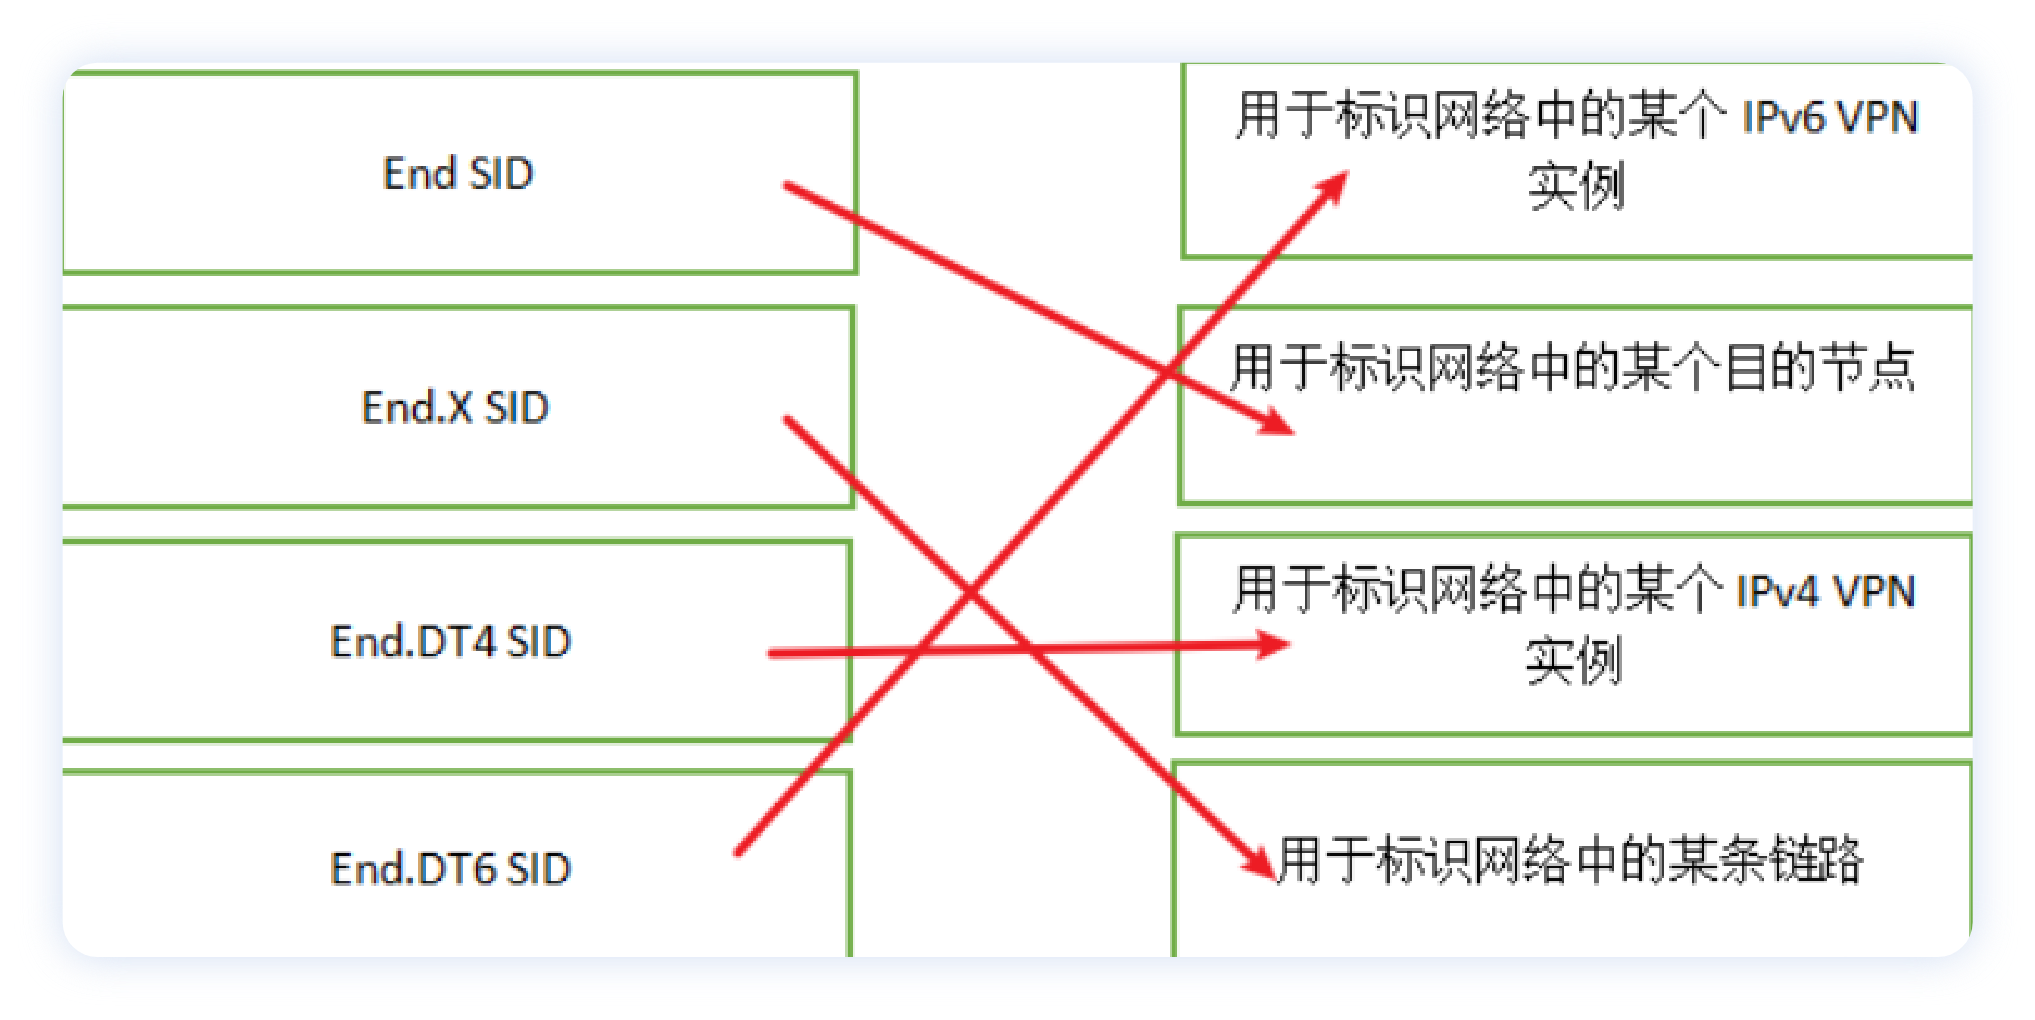 End SID
End.X SID
End.DT4 SID
End.DT6 SID
用于标识网络中的某个 IPv6 VPN
实例
用于标识网络中的某个目的节点
用于标识网络中的某个 IPv4 VPN
实例
用于标识网络中的某条链路